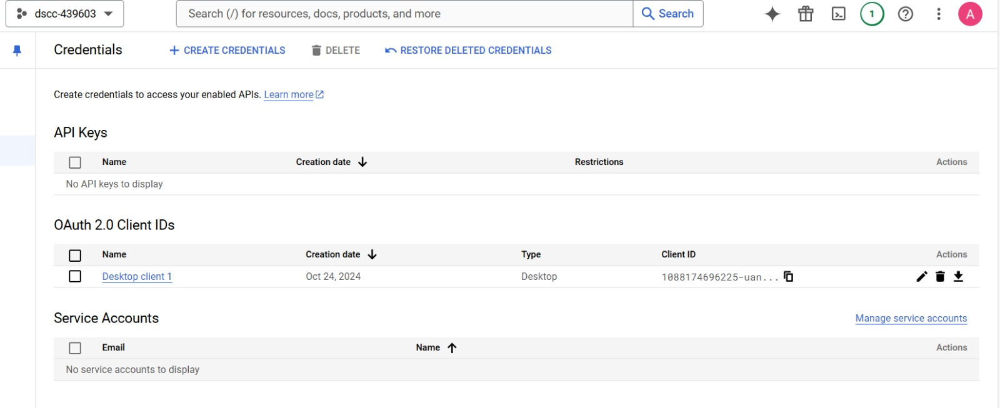 dscc-439603 Search (/) for resources, docs, products, and more Search 1 A
Credentials CREATE CREDENTIALS DELETE RESTORE DELETED CREDENTIALS
Create credentials to access your enabled APIs. Learn more
API Keys
Name Creation date Restrictions Actions
No API keys to display
OAuth 2.0 Client IDs
Name Creation date Type Client ID Actions
Desktop client 1 Oct 24, 2024 Desktop 1088174696225-uan...
Service Accounts Manage service accounts
Email Name Actions
No service accounts to display